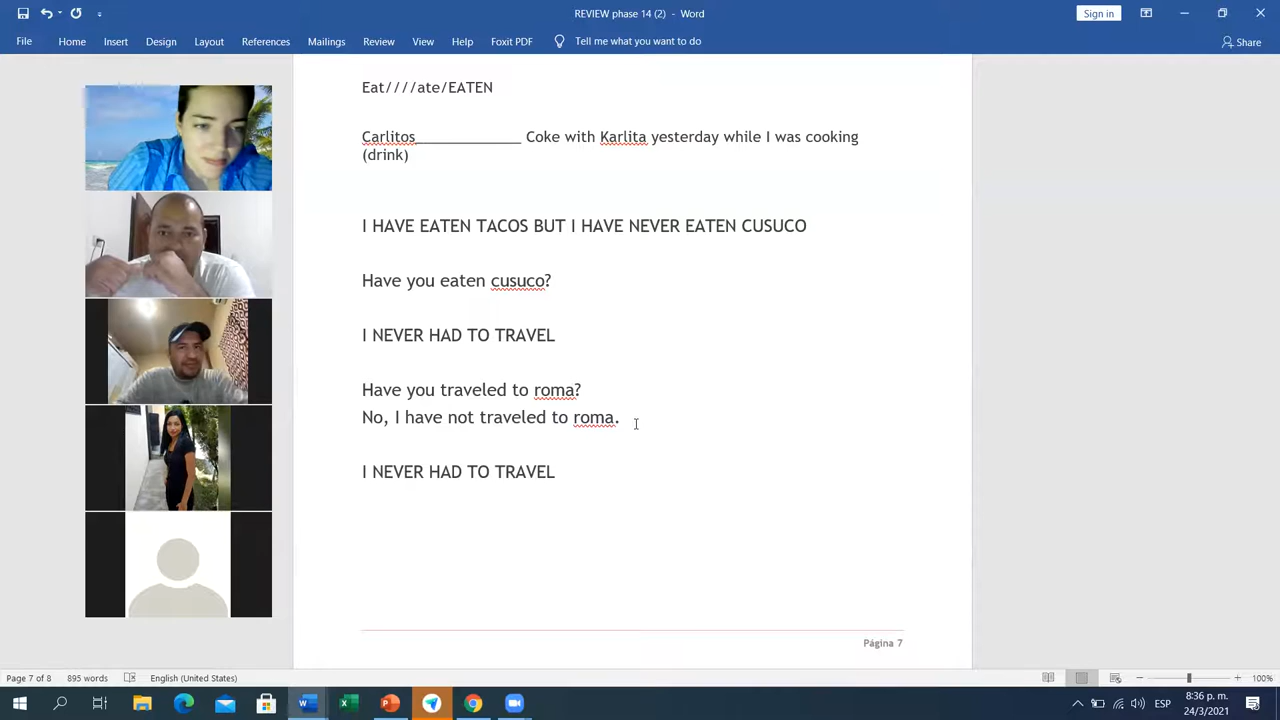 REVIEW phase 14 (2) - Word
Sign in
File Home Insert Design Layout References Mailings Review View Help Foxit PDF Tell me what you want to do Share
Eat////ate/EATEN
Carlitos_____________ Coke with Karlita yesterday while I was cooking
(drink)
I HAVE EATEN TACOS BUT I HAVE NEVER EATEN CUSUCO
Have you eaten cusuco?
I NEVER HAD TO TRAVEL
Have you traveled to roma?
No, I have not traveled to roma.
I NEVER HAD TO TRAVEL
Página 7
Page 7 of 8 895 words English (United States) 100%
ESP 8:36 p. m.
24/3/2021